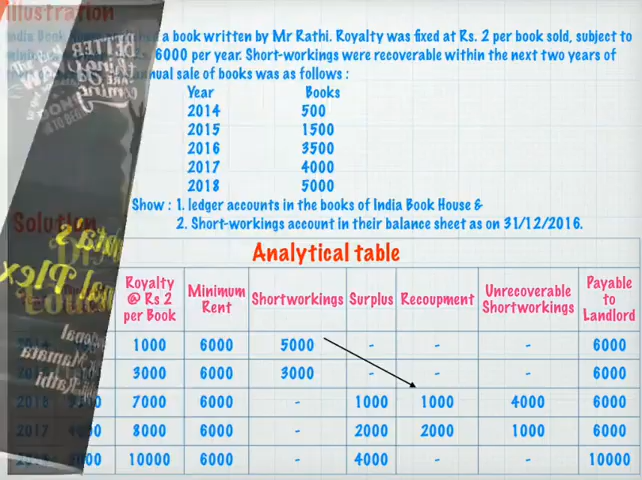 Illustration
a book written by Mr Rathi. Royalty was fixed at Rs. 2 per book sold, subject to
6000 per year. Short-workings were recoverable within the next two years of
annual sale of books was as follows :
Year Books
2014 500
2015 1500
2016 3500
2017 4000
2018 5000
Show : 1. ledger accounts in the books of India Book House &
2. Short-workings account in their balance sheet as on 31/12/2016.
Solution
Analytical table
Royalty @ Rs 2 per Book Minimum Rent Shortworkings Surplus Recoupment Unrecoverable Shortworkings Payable to Landlord
1000 6000 5000 - - - 6000
3000 6000 3000 - - - 6000
7000 6000 - 1000 1000 4000 6000
2017 8000 6000 - 2000 2000 1000 6000
10000 6000 - 4000 - - 10000